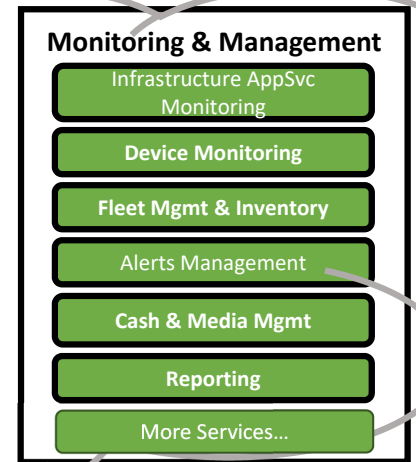 Monitoring & Management
Infrastructure AppSvc
Monitoring
Device Monitoring
Fleet Mgmt & Inventory
Alerts Management
Cash & Media Mgmt
Reporting
More Services...